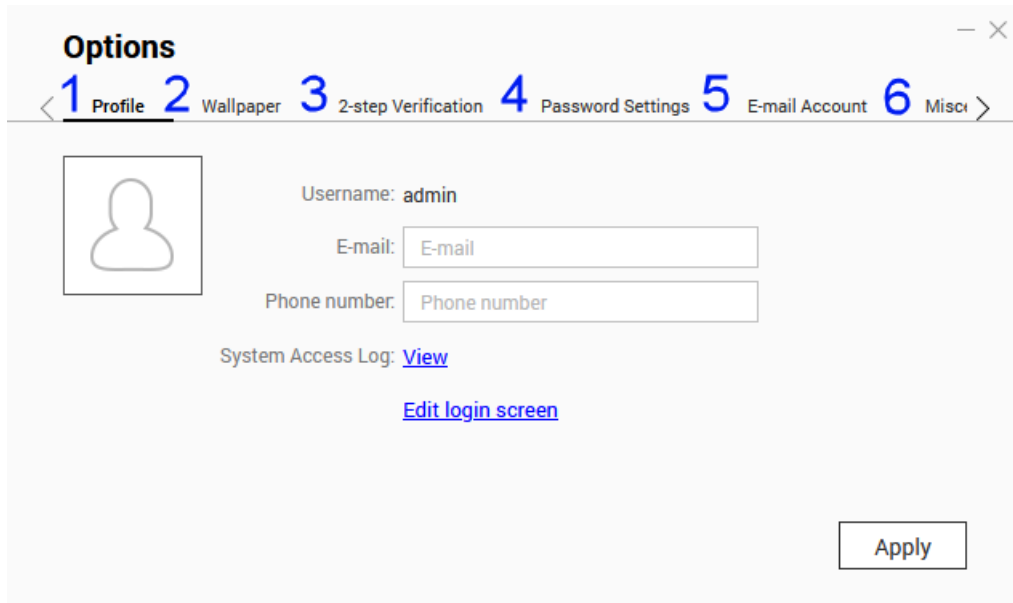 Options
1 Profile 2 Wallpaper 3 2-step Verification 4 Password Settings 5 E-mail Account 6 Misc
Username: admin
E-mail: E-mail
Phone number: Phone number
System Access Log: View
Edit login screen
Apply